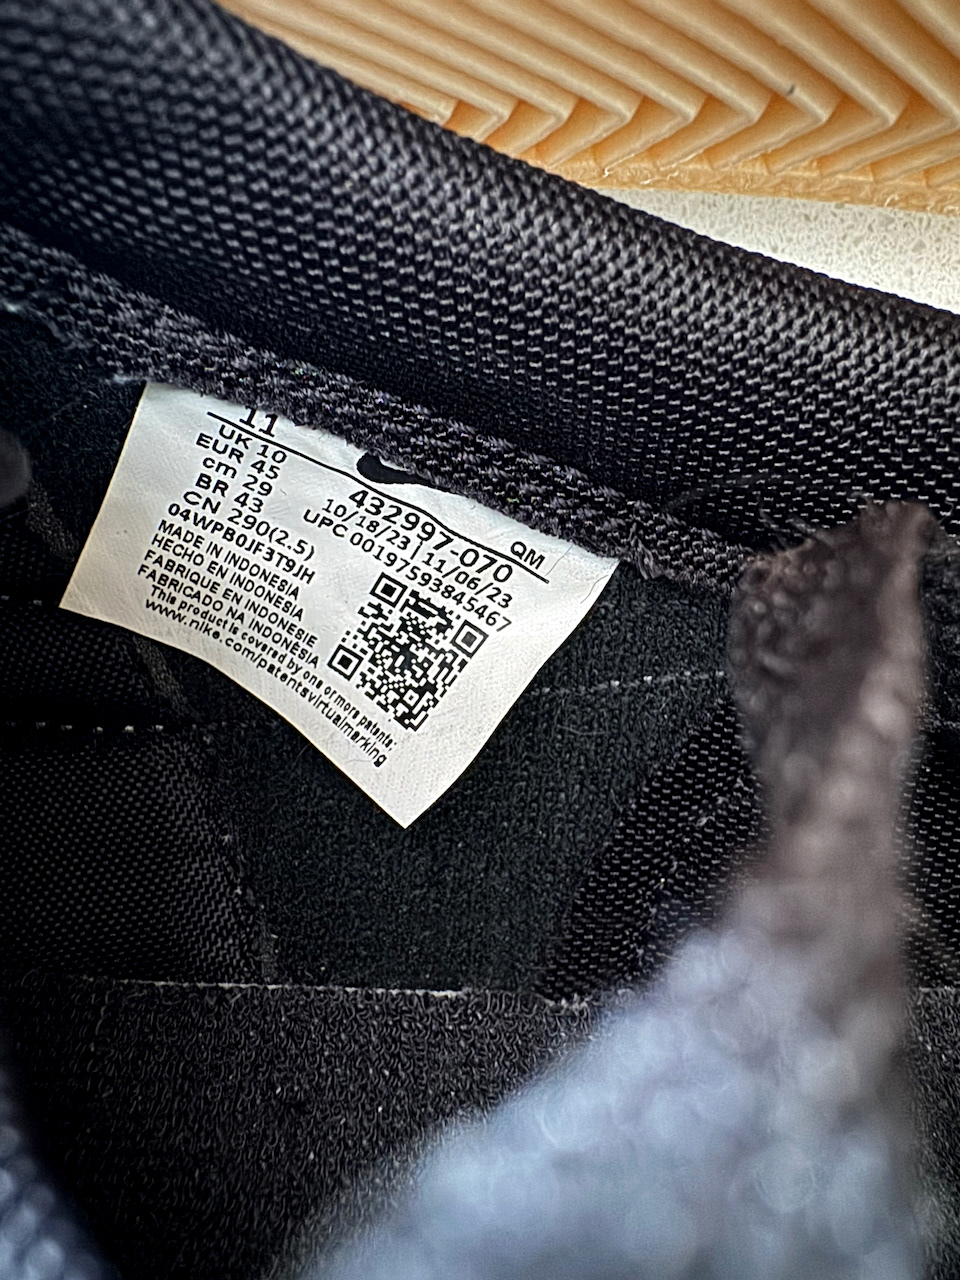 11
UK 10
EUR 45
cm 29
BR 43
CN 290(2.5)
04WPB0JF3T9JH
MADE IN INDONESIA
HECHO EN INDONESIA
FABRIQUE EN INDONESIE
FABRICADO NA INDONÉSIA
This product is covered by one or more patents:
www.nike.com/patentsvirtualmarking
QM
432997-070
10/18/23 | 11/06/23
UPC 00197593845467